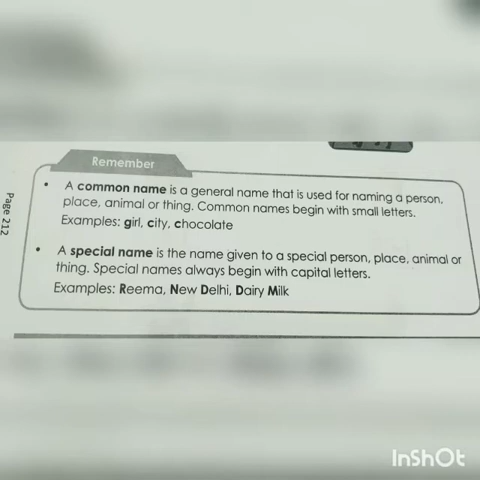 Remember
• A common name is a general name that is used for naming a person,
place, animal or thing. Common names begin with small letters.
Examples: girl, city, chocolate
• A special name is the name given to a special person, place, animal or
thing. Special names always begin with capital letters.
Examples: Reema, New Delhi, Dairy Milk
Page 212
InShOt